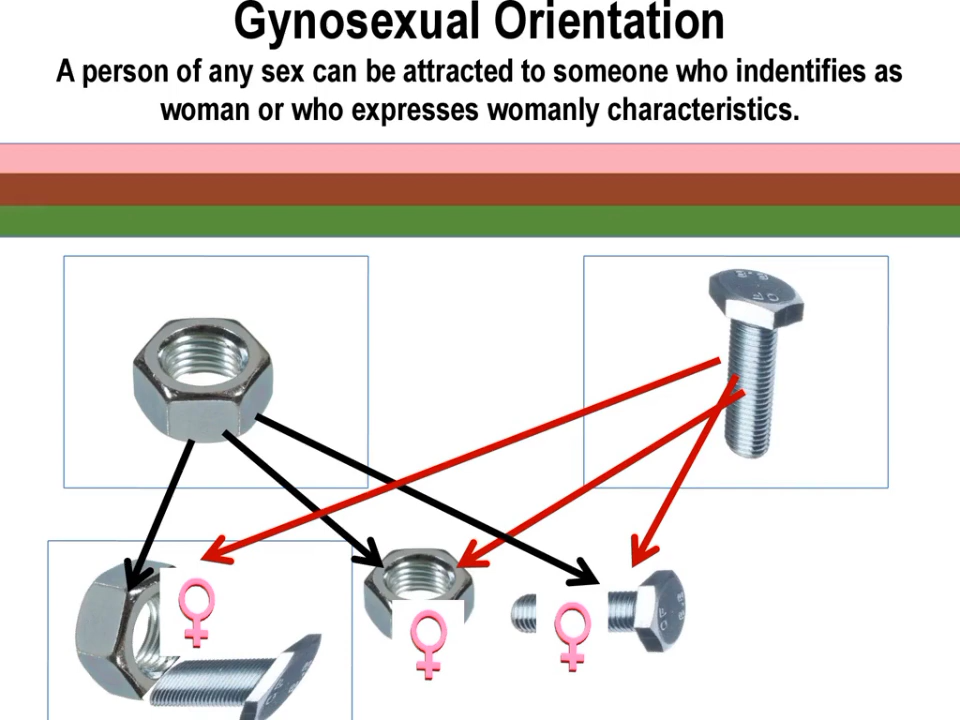 Gynosexual Orientation
A person of any sex can be attracted to someone who indentifies as
woman or who expresses womanly characteristics.